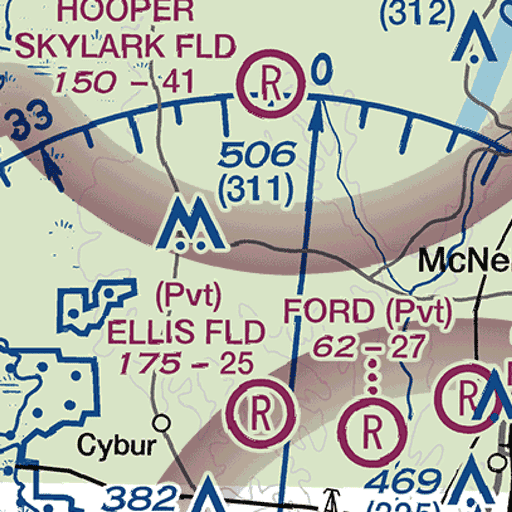 HOOPER
SKYLARK FLD
150 - 41
R
0
(312)
33
506
(311)
McNe
(Pvt)
ELLIS FLD
175 - 25
FORD (Pvt)
62 - 27
R
R
R
Cybur
382
469